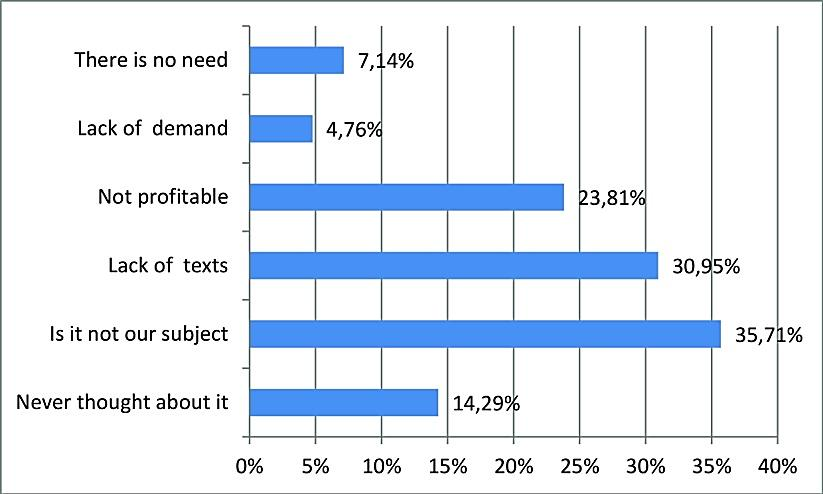 There is no need 7,14%
Lack of demand 4,76%
Not profitable 23,81%
Lack of texts 30,95%
Is it not our subject 35,71%
Never thought about it 14,29%
0% 5% 10% 15% 20% 25% 30% 35% 40%